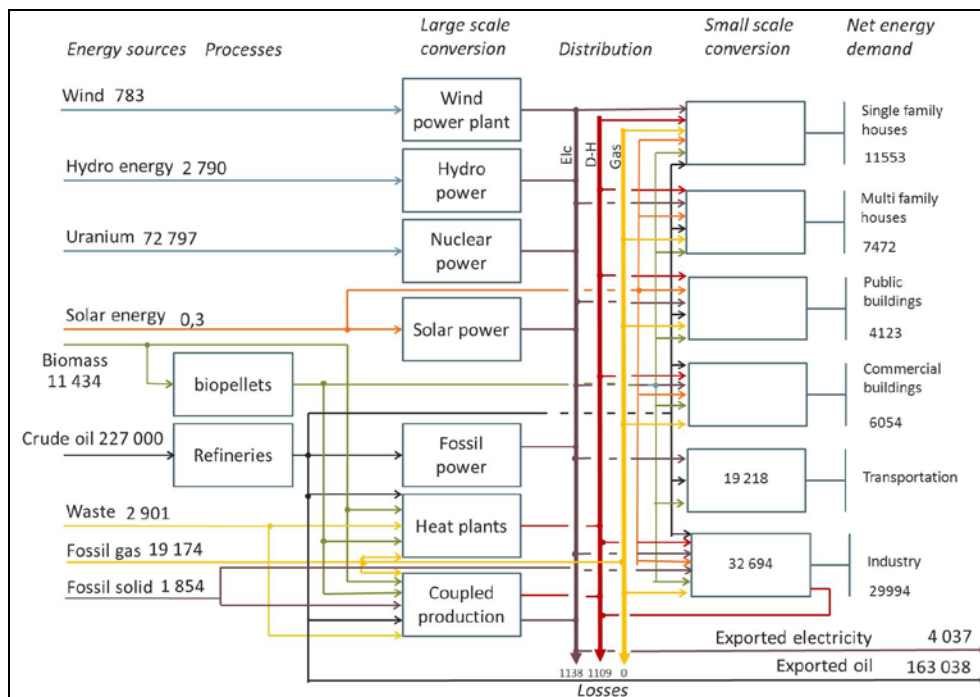 Energy sources
Processes
Large scale
conversion
Distribution
Small scale
conversion
Net energy
demand
Wind 783
Wind
power plant
Elc
D-H
Gas
Single family
houses
11553
Hydro energy 2 790
Hydro
power
Multi family
houses
7472
Uranium 72 797
Nuclear
power
Public
buildings
4123
Solar energy 0,3
Solar power
Biomass
11 434
biopellets
Commercial
buildings
6054
Crude oil 227 000
Refineries
Fossil
power
19 218
Transportation
Waste 2 901
Heat plants
Fossil gas 19 174
32 694
Industry
29994
Fossil solid 1 854
Coupled
production
Exported electricity 4 037
Exported oil 163 038
1138 1109 0
Losses